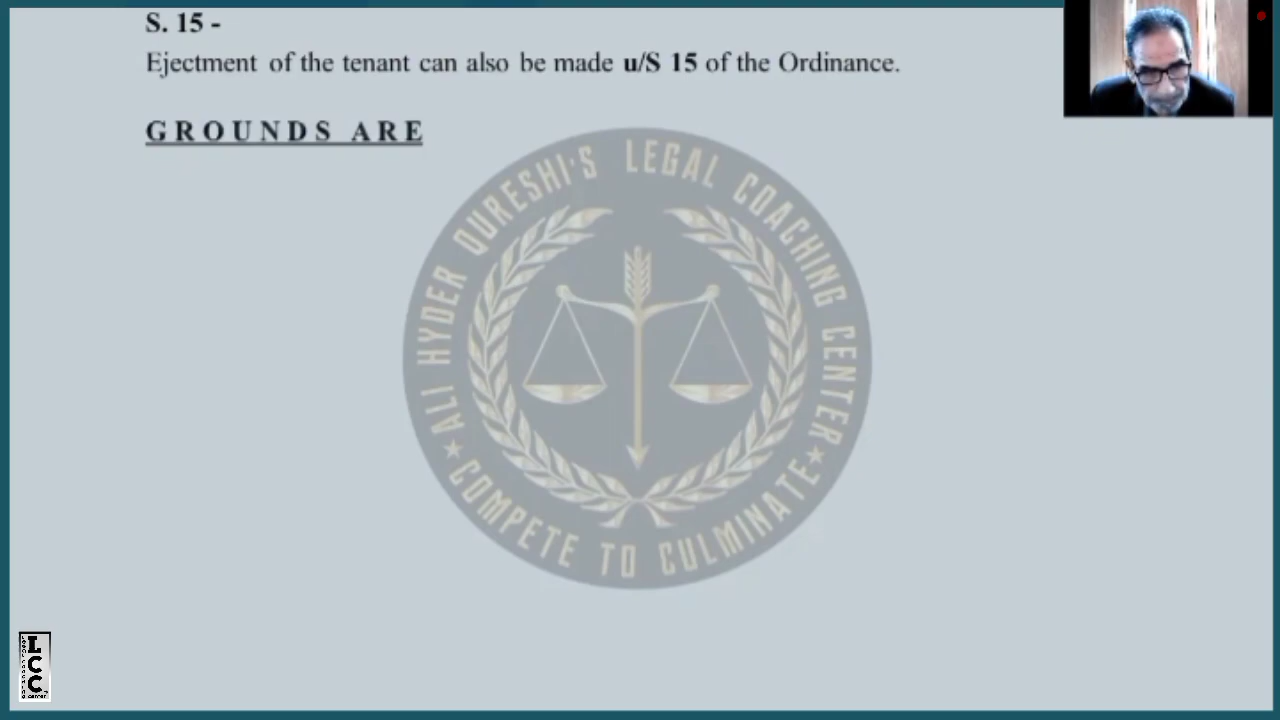 S. 15 -
Ejectment of the tenant can also be made u/S 15 of the Ordinance.
GROUNDS ARE
ALI HYDER QURESHI'S LEGAL COACHING CENTER
★ COMPETE TO CULMINATE ★
LCC